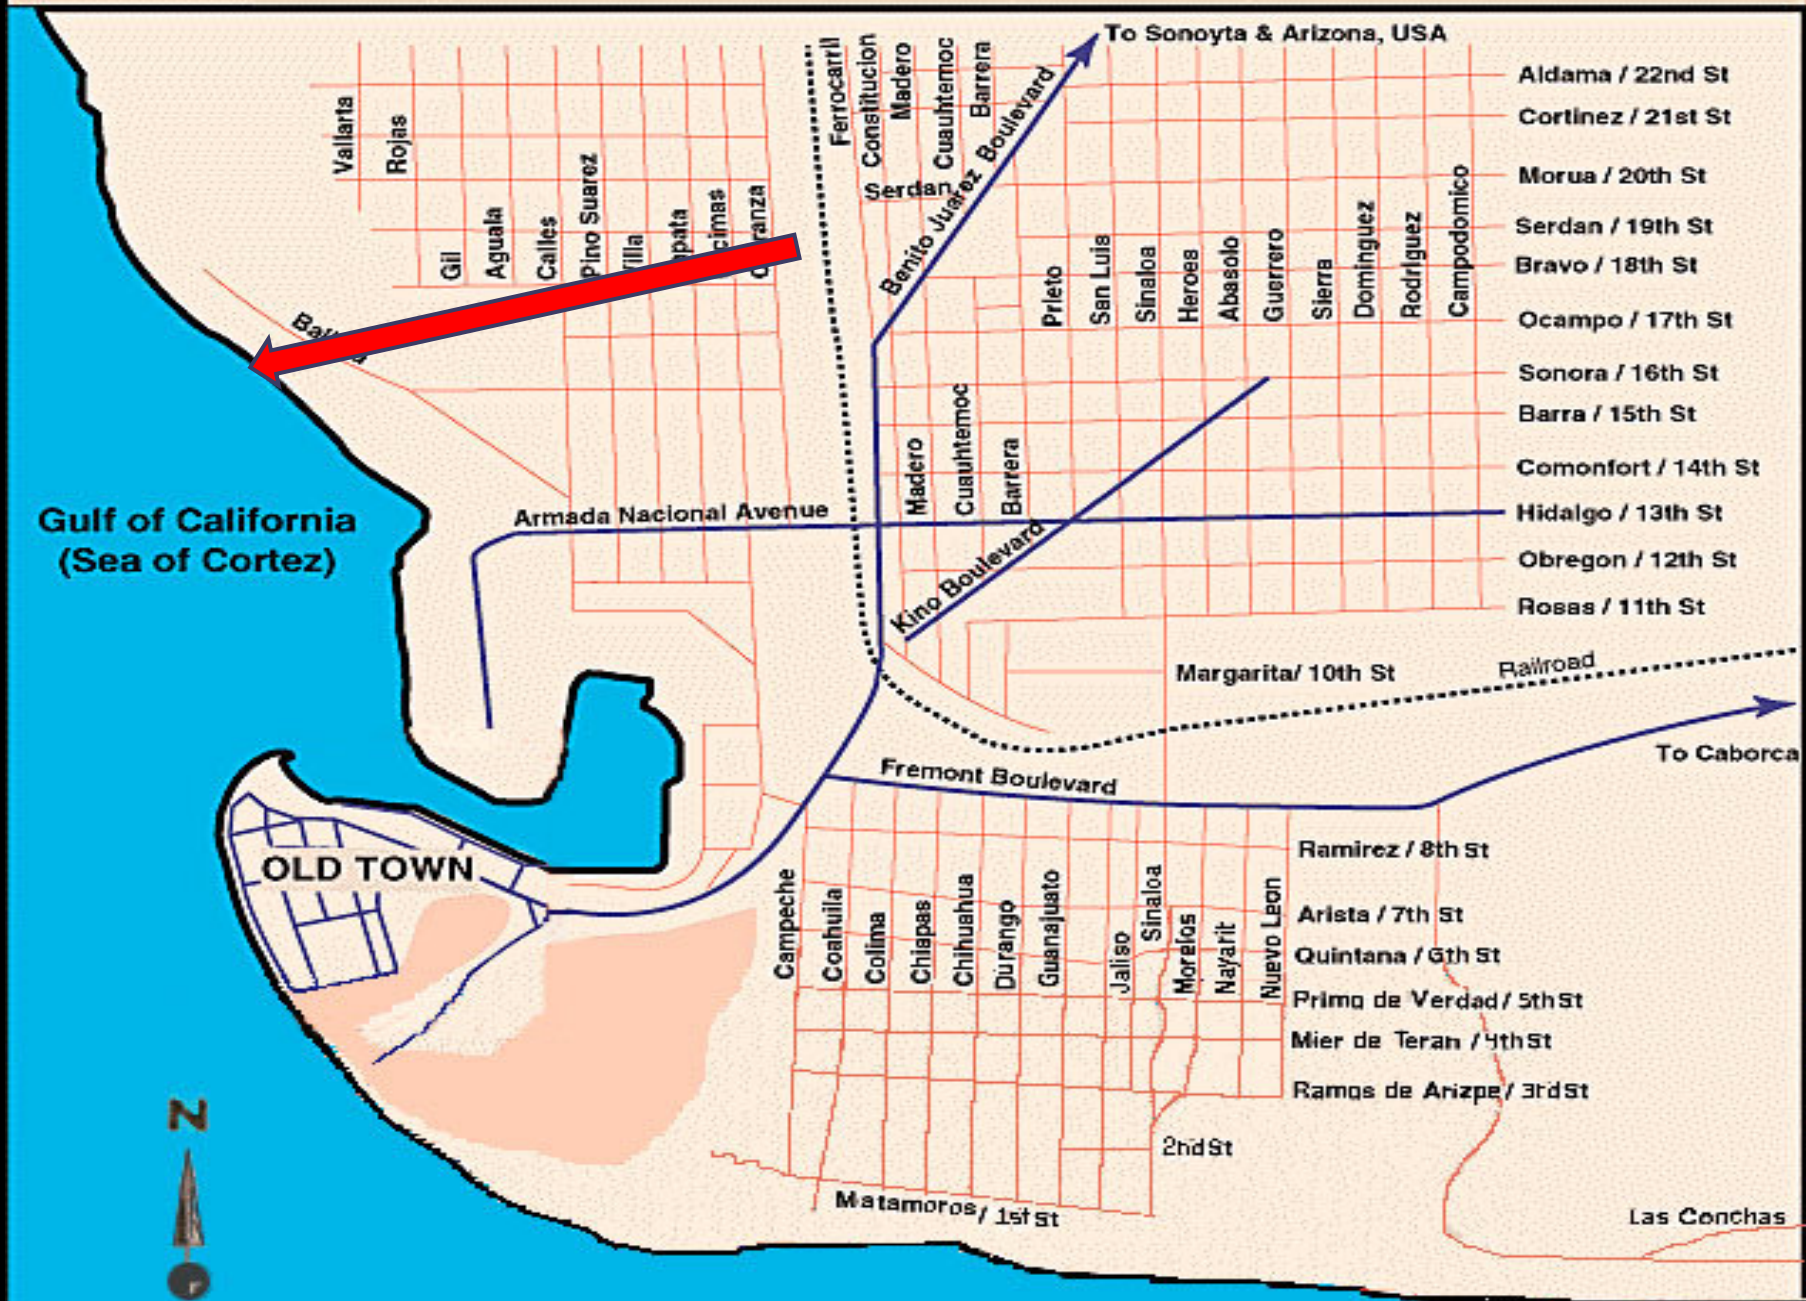 To Sonoyta & Arizona, USA
Aldama / 22nd St
Cortinez / 21st St
Morua / 20th St
Serdan / 19th St
Bravo / 18th St
Ocampo / 17th St
Sonora / 16th St
Barra / 15th St
Comonfort / 14th St
Hidalgo / 13th St
Obregon / 12th St
Rosas / 11th St
Vallarta
Rojas
Gil
Aguala
Calles
Pino Suarez
Ferrocarril
Constitucion
Madero
Cuauhtemoc
Barrera
Serdan
Benito Juarez Boulevard
Prieto
San Luis
Sinaloa
Heroes
Abasolo
Guerrero
Sierra
Dominguez
Rodriguez
Campodomico
Madero
Cuauhtemoc
Barrera
Gulf of California
(Sea of Cortez)
Armada Nacional Avenue
Kino Boulevard
Margarita/ 10th St
Railroad
To Caborca
Fremont Boulevard
OLD TOWN
Campeche
Coahuila
Colima
Chiapas
Chihuahua
Durango
Guanajuato
Jaliso
Sinaloa
Morelos
Nayarit
Nuevo Leon
Ramirez / 8th St
Arista / 7th St
Quintana / 6th St
Primo de Verdad / 5th St
Mier de Teran / 4th St
Ramos de Arizpe / 3rd St
2nd St
Matamoros / 1st St
Las Conchas
N